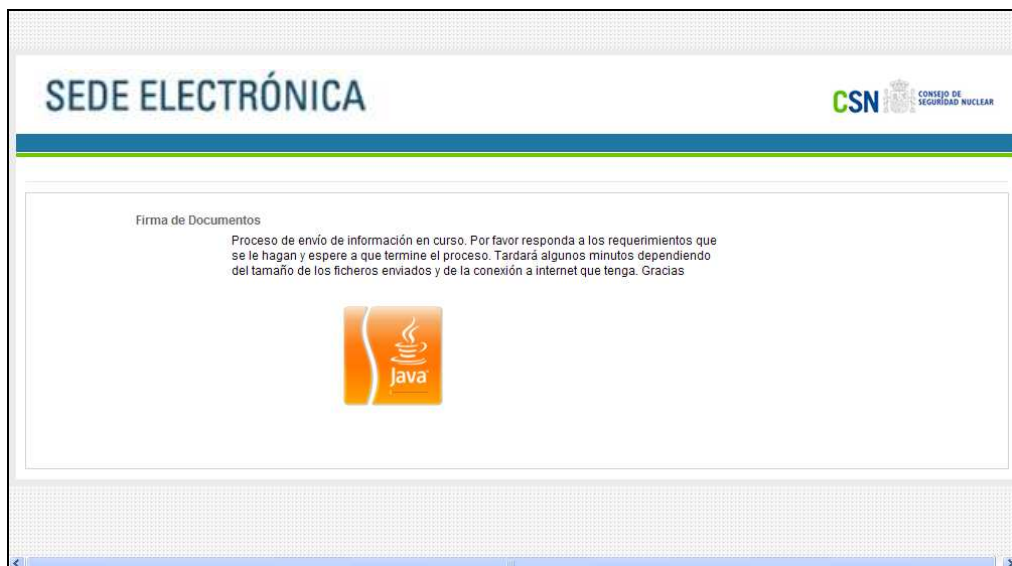 SEDE ELECTRÓNICA
CSN CONSEJO DE
SEGURIDAD NUCLEAR
Firma de Documentos
Proceso de envío de información en curso. Por favor responda a los requerimientos que
se le hagan y espere a que termine el proceso. Tardará algunos minutos dependiendo
del tamaño de los ficheros enviados y de la conexión a internet que tenga. Gracias
Java